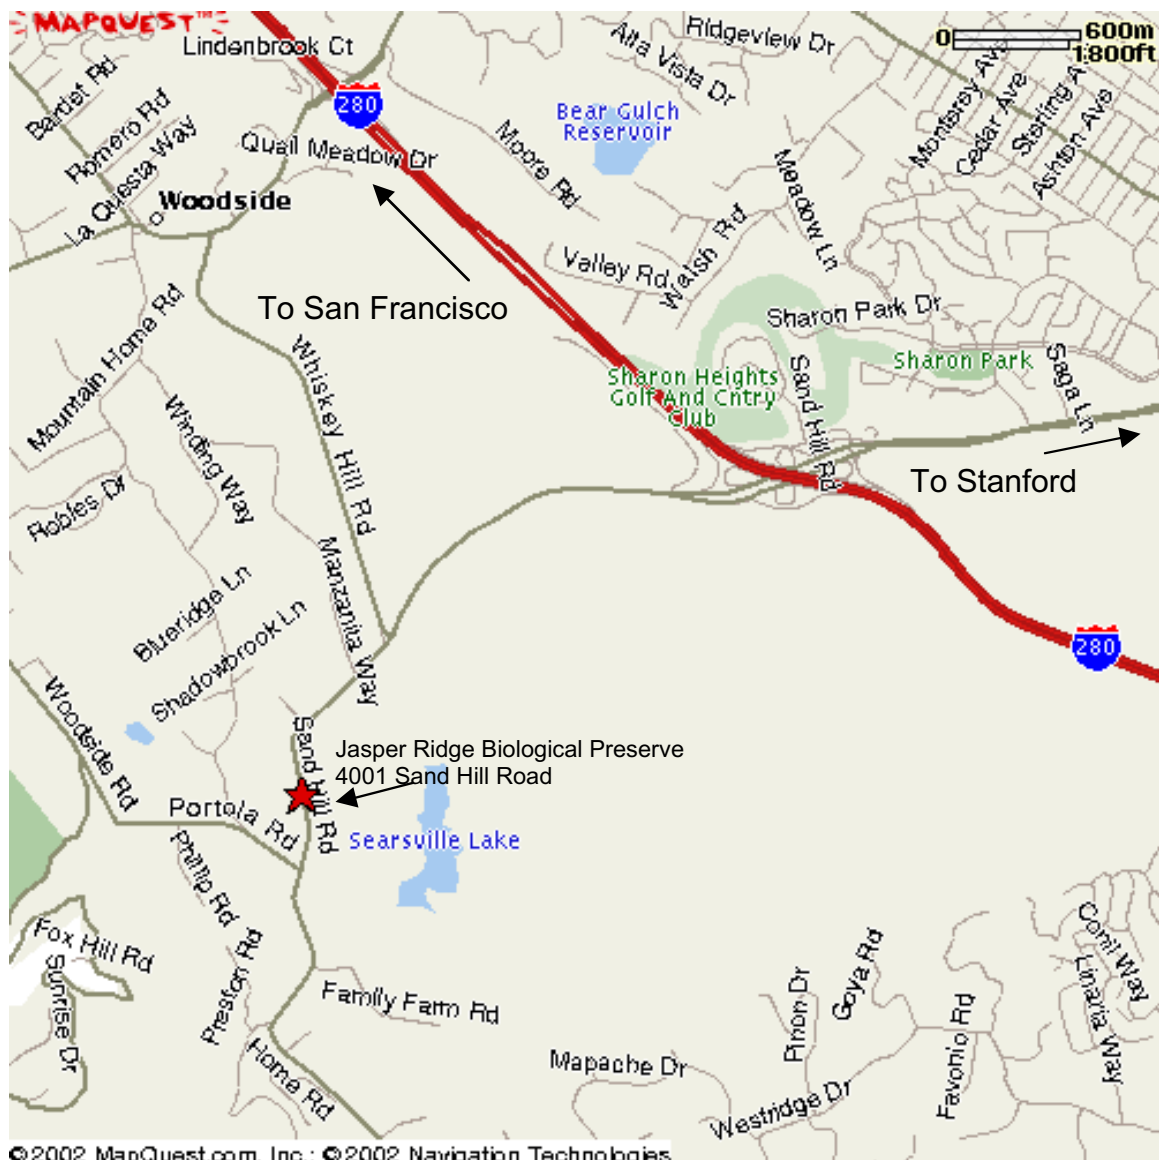 MAPQUEST™
Lindenbrook Ct
Ridgeview Dr
Alta Vista Dr
0
600m
1800ft
Bardet Rd
Romero Rd
La Questa Way
280
Bear Gulch
Reservoir
Moore Rd
Monterey Ave
Cedar Ave
Sterling A
Ashton Ave
Quail Meadow Dr
Woodside
Meadow Ln
Valley Rd
Walsh Rd
To San Francisco
Mountain Home Rd
Whiskey Hill Rd
Sharon Park Dr
Sharon Park
Saga Ln
Sharon Heights
Golf And Cntry
Club
Sand Hill Rd
Winding Way
Robles Dr
To Stanford
Manzanita Way
Blueridge Ln
Shadowbrook Ln
280
Woodside Rd
Sand Hill Rd
Jasper Ridge Biological Preserve
4001 Sand Hill Road
Portola Rd
Searsville Lake
Phillip Rd
Fox Hill Rd
Sunrise Dr
Preston Rd
Family Farm Rd
Home Rd
Goya Rd
Pinon Dr
Favonio Rd
Comil Way
Linaria Way
Mapache Dr
Westridge Dr
©2002 MapQuest.com, Inc.; ©2002 Navigation Technologies